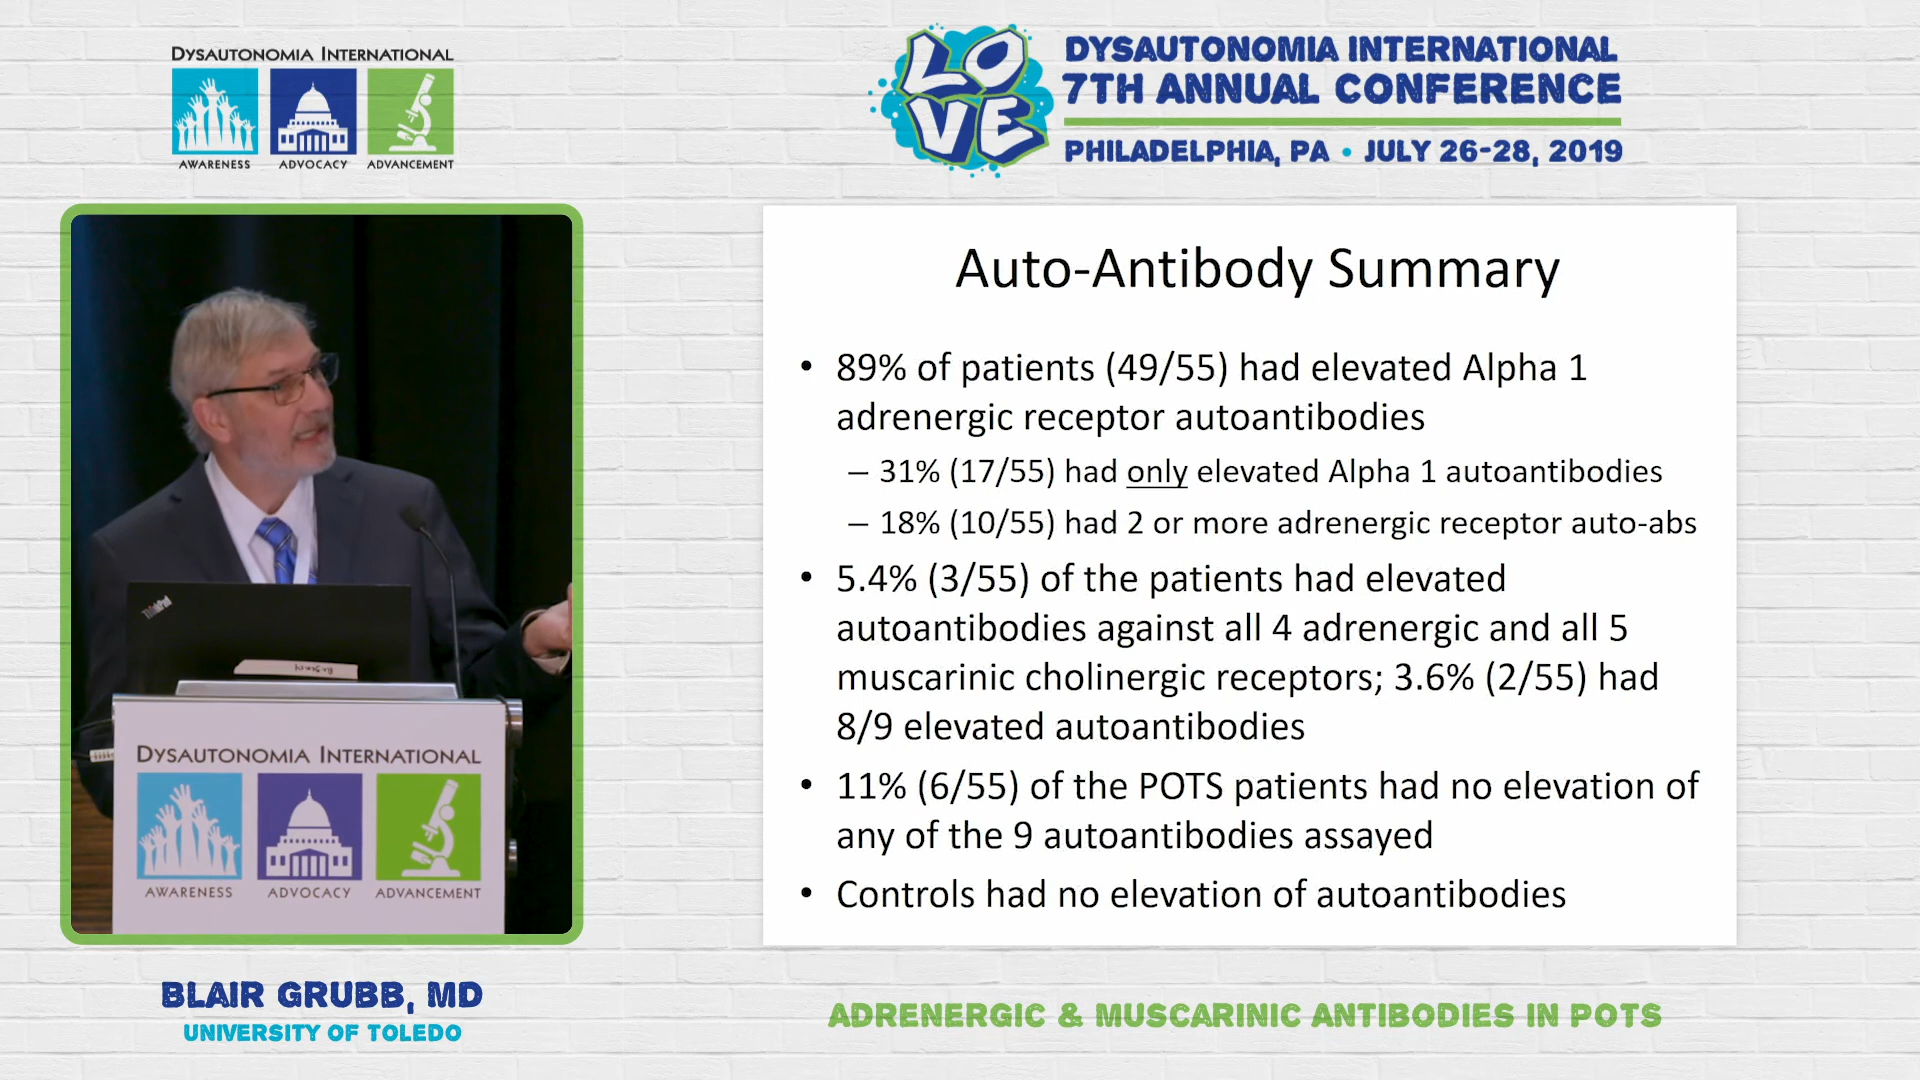 DYSAUTONOMIA INTERNATIONAL
AWARENESS ADVOCACY ADVANCEMENT
LOVE
DYSAUTONOMIA INTERNATIONAL
7TH ANNUAL CONFERENCE
PHILADELPHIA, PA • JULY 26-28, 2019
ThinkPad
DYSAUTONOMIA INTERNATIONAL
AWARENESS ADVOCACY ADVANCEMENT
BLAIR GRUBB, MD
UNIVERSITY OF TOLEDO
Auto-Antibody Summary
• 89% of patients (49/55) had elevated Alpha 1
adrenergic receptor autoantibodies
– 31% (17/55) had only elevated Alpha 1 autoantibodies
– 18% (10/55) had 2 or more adrenergic receptor auto-abs
• 5.4% (3/55) of the patients had elevated
autoantibodies against all 4 adrenergic and all 5
muscarinic cholinergic receptors; 3.6% (2/55) had
8/9 elevated autoantibodies
• 11% (6/55) of the POTS patients had no elevation of
any of the 9 autoantibodies assayed
• Controls had no elevation of autoantibodies
ADRENERGIC & MUSCARINIC ANTIBODIES IN POTS